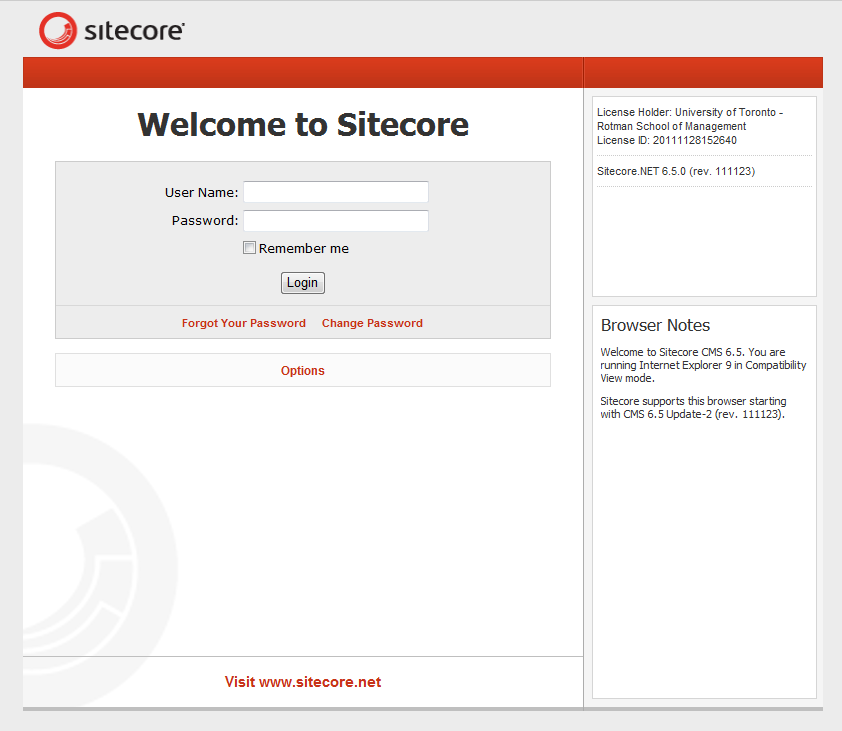 sitecore
Welcome to Sitecore
User Name:
Password:
Remember me
Login
Forgot Your Password Change Password
Options
Visit www.sitecore.net
License Holder: University of Toronto -
Rotman School of Management
License ID: 20111128152640
Sitecore.NET 6.5.0 (rev. 111123)
Browser Notes
Welcome to Sitecore CMS 6.5. You are
running Internet Explorer 9 in Compatibility
View mode.
Sitecore supports this browser starting
with CMS 6.5 Update-2 (rev. 111123).